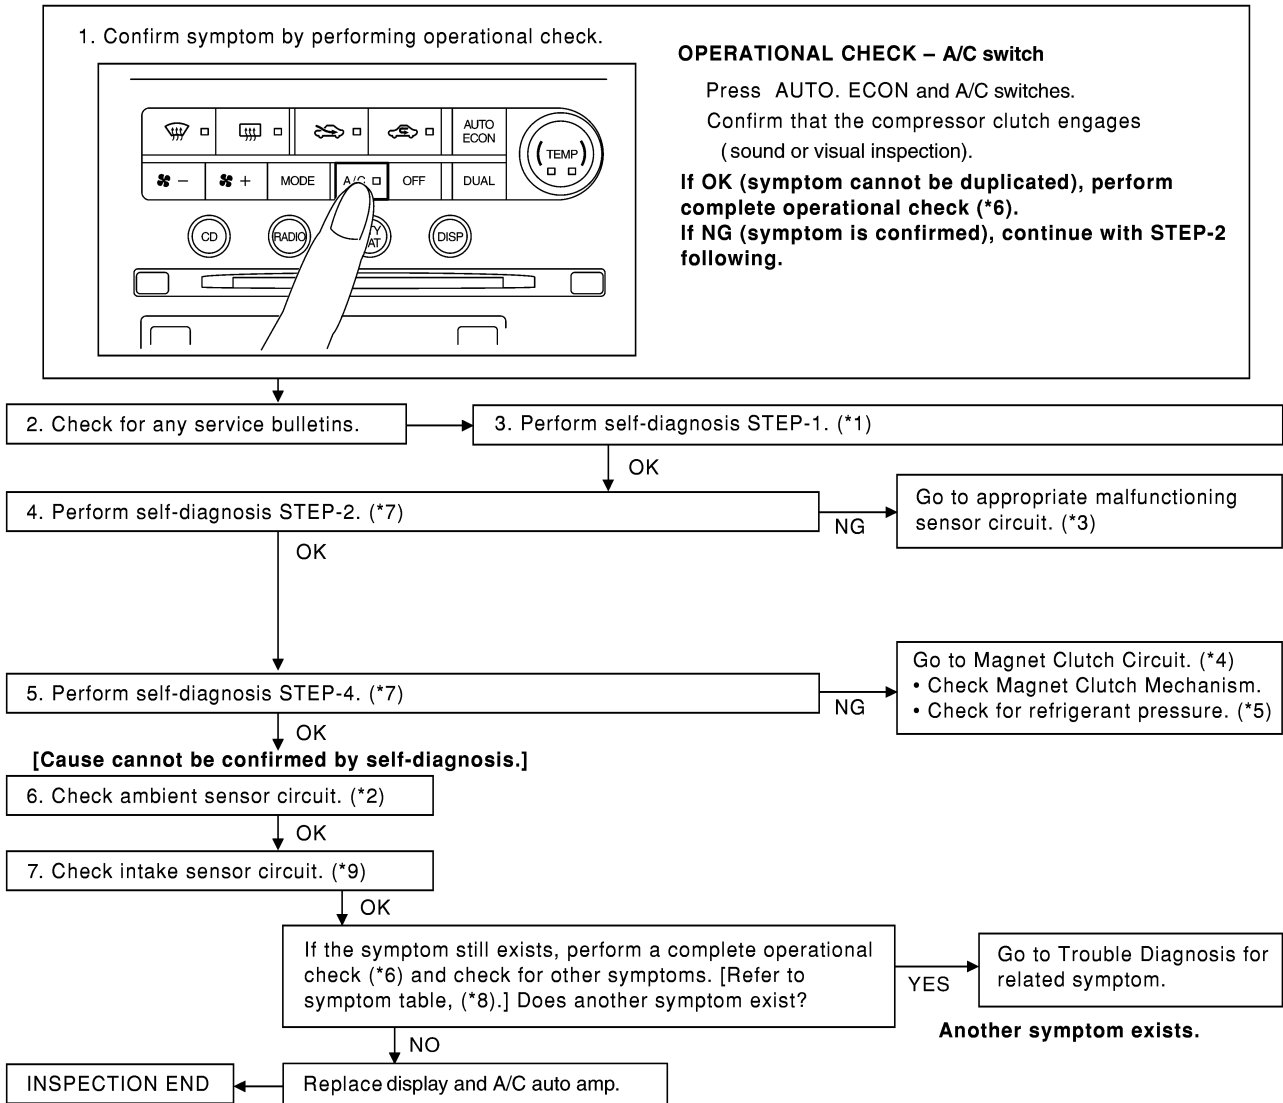 1. Confirm symptom by performing operational check.
AUTO
ECON
TEMP
−
+
MODE
A/C
OFF
DUAL
CD
RADIO
DISP
OPERATIONAL CHECK – A/C switch
Press AUTO. ECON and A/C switches.
Confirm that the compressor clutch engages
(sound or visual inspection).
If OK (symptom cannot be duplicated), perform
complete operational check (*6).
If NG (symptom is confirmed), continue with STEP-2
following.
2. Check for any service bulletins.
3. Perform self-diagnosis STEP-1. (*1)
OK
4. Perform self-diagnosis STEP-2. (*7)
NG
Go to appropriate malfunctioning
sensor circuit. (*3)
OK
5. Perform self-diagnosis STEP-4. (*7)
NG
Go to Magnet Clutch Circuit. (*4)
• Check Magnet Clutch Mechanism.
• Check for refrigerant pressure. (*5)
OK
[Cause cannot be confirmed by self-diagnosis.]
6. Check ambient sensor circuit. (*2)
OK
7. Check intake sensor circuit. (*9)
OK
If the symptom still exists, perform a complete operational
check (*6) and check for other symptoms. [Refer to
symptom table, (*8).] Does another symptom exist?
YES
Go to Trouble Diagnosis for
related symptom.
Another symptom exists.
NO
Replace display and A/C auto amp.
INSPECTION END